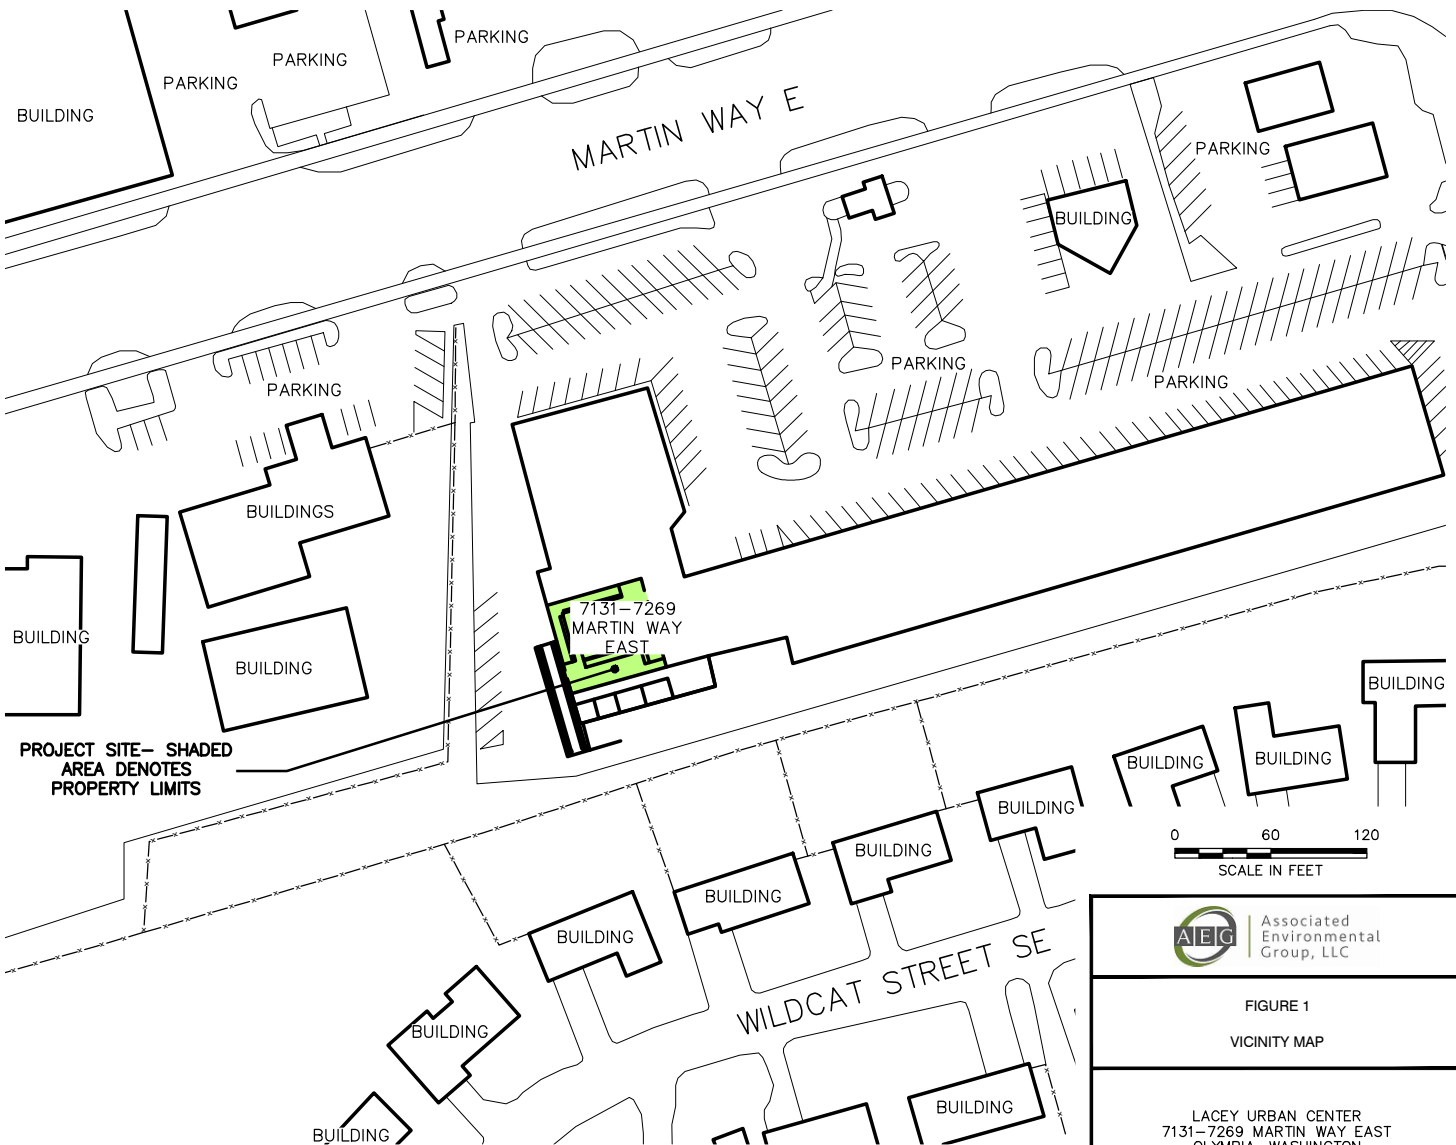 PARKING
PARKING
PARKING
BUILDING
MARTIN WAY E
PARKING
BUILDING
PARKING
PARKING
PARKING
BUILDINGS
7131-7269
MARTIN WAY
EAST
BUILDING
BUILDING
BUILDING
PROJECT SITE- SHADED
AREA DENOTES
PROPERTY LIMITS
BUILDING
BUILDING
BUILDING
BUILDING
BUILDING
BUILDING
0 60 120
SCALE IN FEET
WILDCAT STREET SE
BUILDING
BUILDING
BUILDING
BUILDING
AEG
Associated
Environmental
Group, LLC
FIGURE 1
VICINITY MAP
LACEY URBAN CENTER
7131-7269 MARTIN WAY EAST
OLYMPIA, WASHINGTON